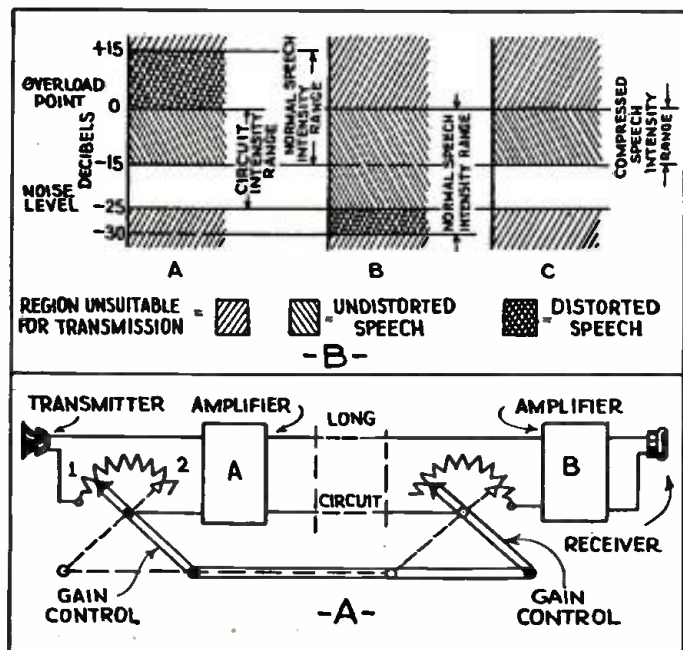 +15
OVERLOAD
POINT
0
DECIBELS
-15
NOISE
LEVEL
-25
-30
CIRCUIT
INTENSITY
RANGE
NORMAL SPEECH
INTENSITY
RANGE
NORMAL SPEECH
INTENSITY RANGE
COMPRESSED
SPEECH
INTENSITY
RANGE
A
B
C
REGION UNSUITABLE
FOR TRANSMISSION =
= UNDISTORTED
SPEECH
= DISTORTED
SPEECH
-B-
TRANSMITTER
AMPLIFIER
LONG
AMPLIFIER
1
2
A
B
CIRCUIT
RECEIVER
GAIN
CONTROL
-A-
GAIN
CONTROL